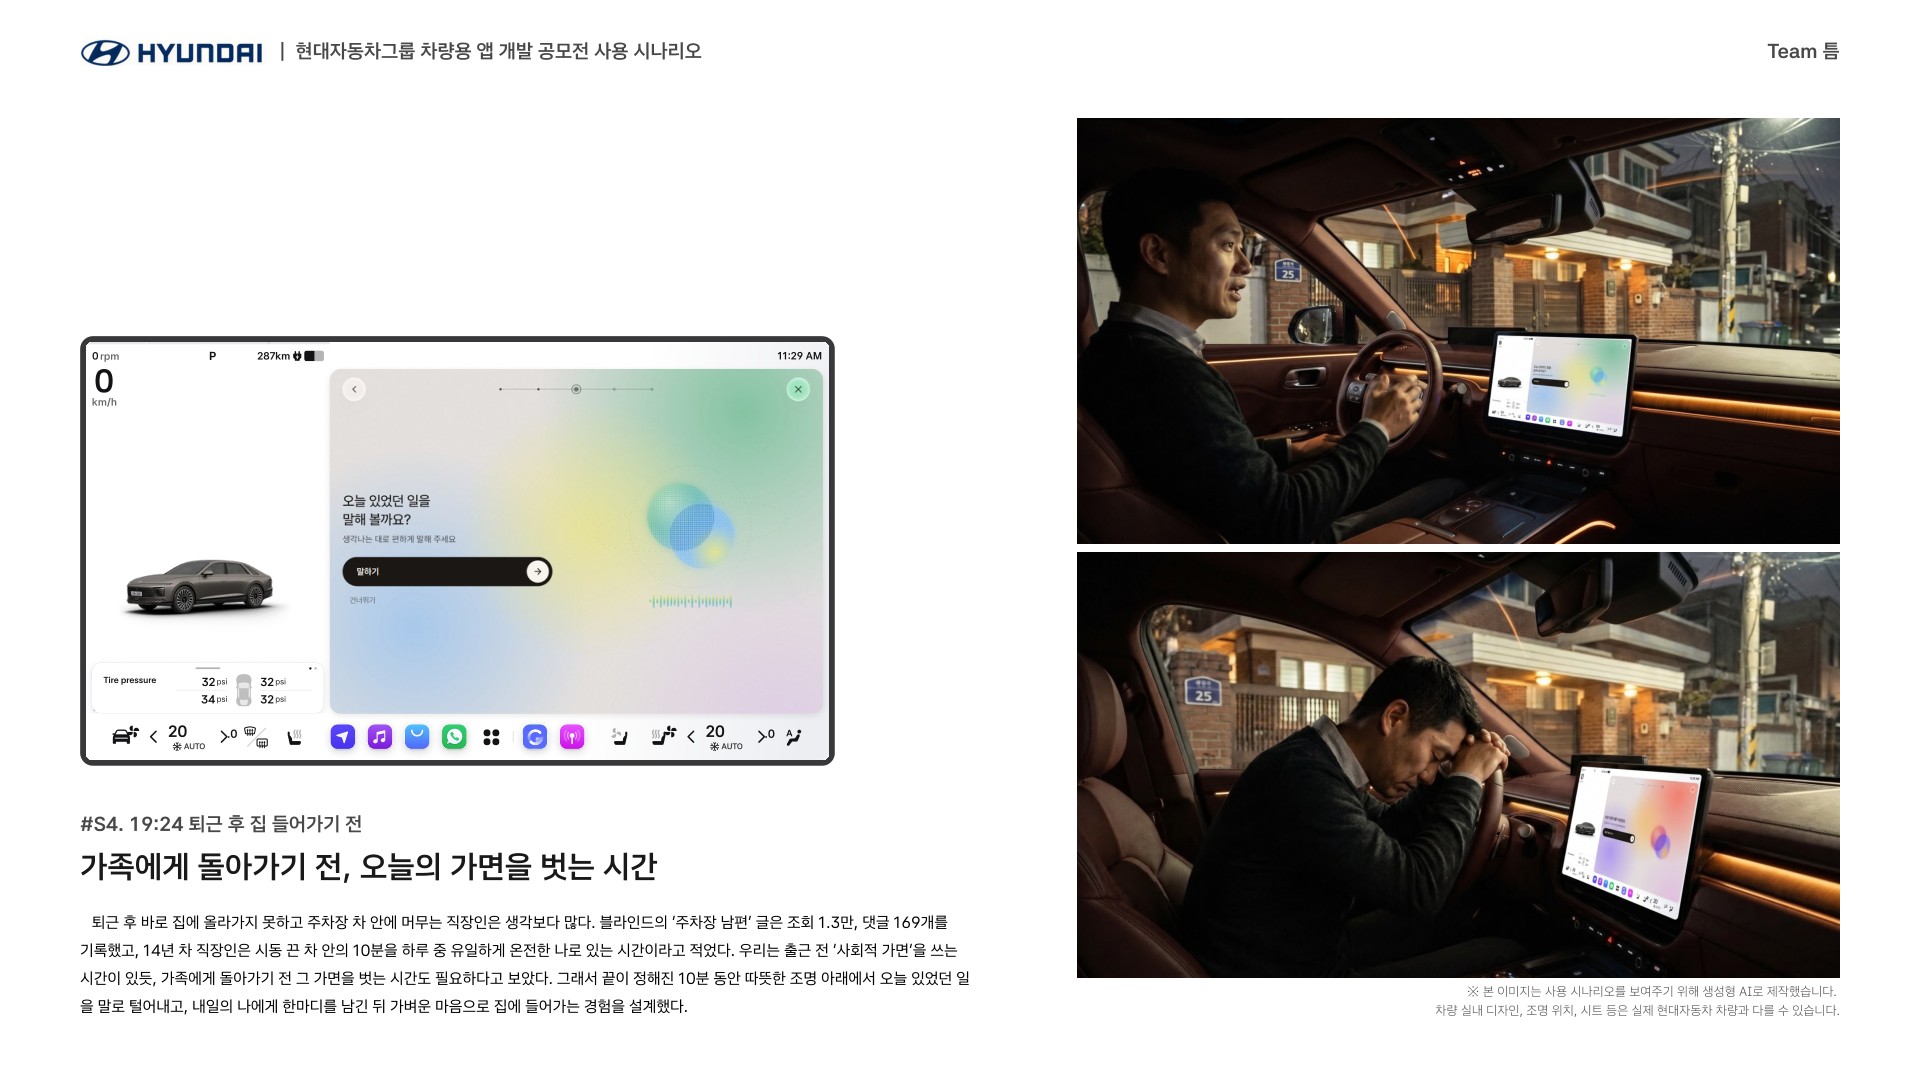 HYUNDAI | 현대자동차그룹 차량용 앱 개발 공모전 사용 시나리오
Team 틈
0 rpm P 287km 11:29 AM
0
km/h
오늘 있었던 일을
말해 볼까요?
생각나는 대로 편하게 말해 주세요
말하기
건너뛰기
Tire pressure 32 psi 32 psi
34 psi 32 psi
20 0 20 0
AUTO AUTO
#S4. 19:24 퇴근 후 집 들어가기 전
가족에게 돌아가기 전, 오늘의 가면을 벗는 시간
퇴근 후 바로 집에 올라가지 못하고 주차장 차 안에 머무는 직장인은 생각보다 많다. 블라인드의 ‘주차장 남편’ 글은 조회 1.3만, 댓글 169개를
기록했고, 14년 차 직장인은 시동 끈 차 안의 10분을 하루 중 유일하게 온전한 나로 있는 시간이라고 적었다. 우리는 출근 전 ‘사회적 가면’을 쓰는
시간이 있듯, 가족에게 돌아가기 전 그 가면을 벗는 시간도 필요하다고 보았다. 그래서 끝이 정해진 10분 동안 따뜻한 조명 아래에서 오늘 있었던 일
을 말로 털어내고, 내일의 나에게 한마디를 남긴 뒤 가벼운 마음으로 집에 들어가는 경험을 설계했다.
25
25
※ 본 이미지는 사용 시나리오를 보여주기 위해 생성형 AI로 제작했습니다.
차량 실내 디자인, 조명 위치, 시트 등은 실제 현대자동차 차량과 다를 수 있습니다.